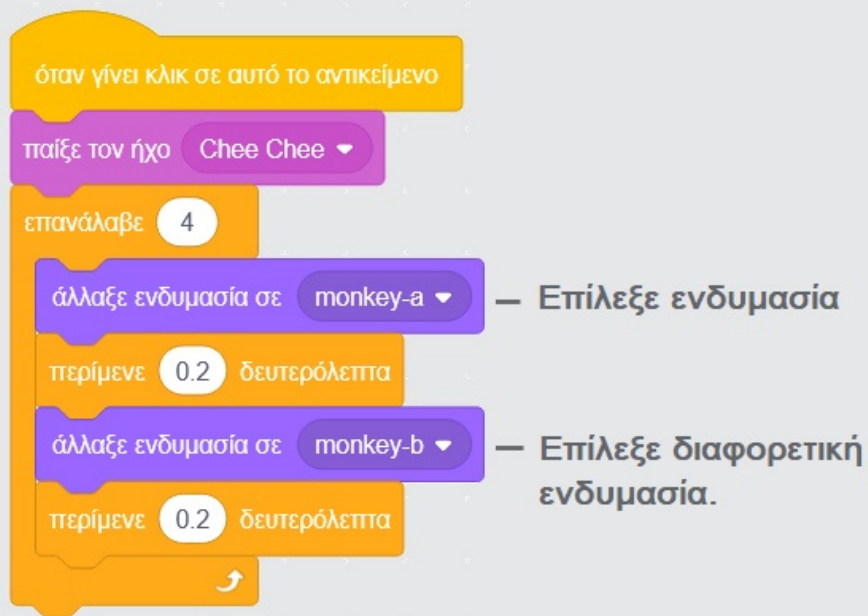 όταν γίνει κλικ σε αυτό το αντικείμενο
παίξε τον ήχο Chee Chee
επανάλαβε 4
άλλαξε ενδυμασία σε monkey-a – Επίλεξε ενδυμασία
περίμενε 0.2 δευτερόλεπτα
άλλαξε ενδυμασία σε monkey-b – Επίλεξε διαφορετική
ενδυμασία.
περίμενε 0.2 δευτερόλεπτα